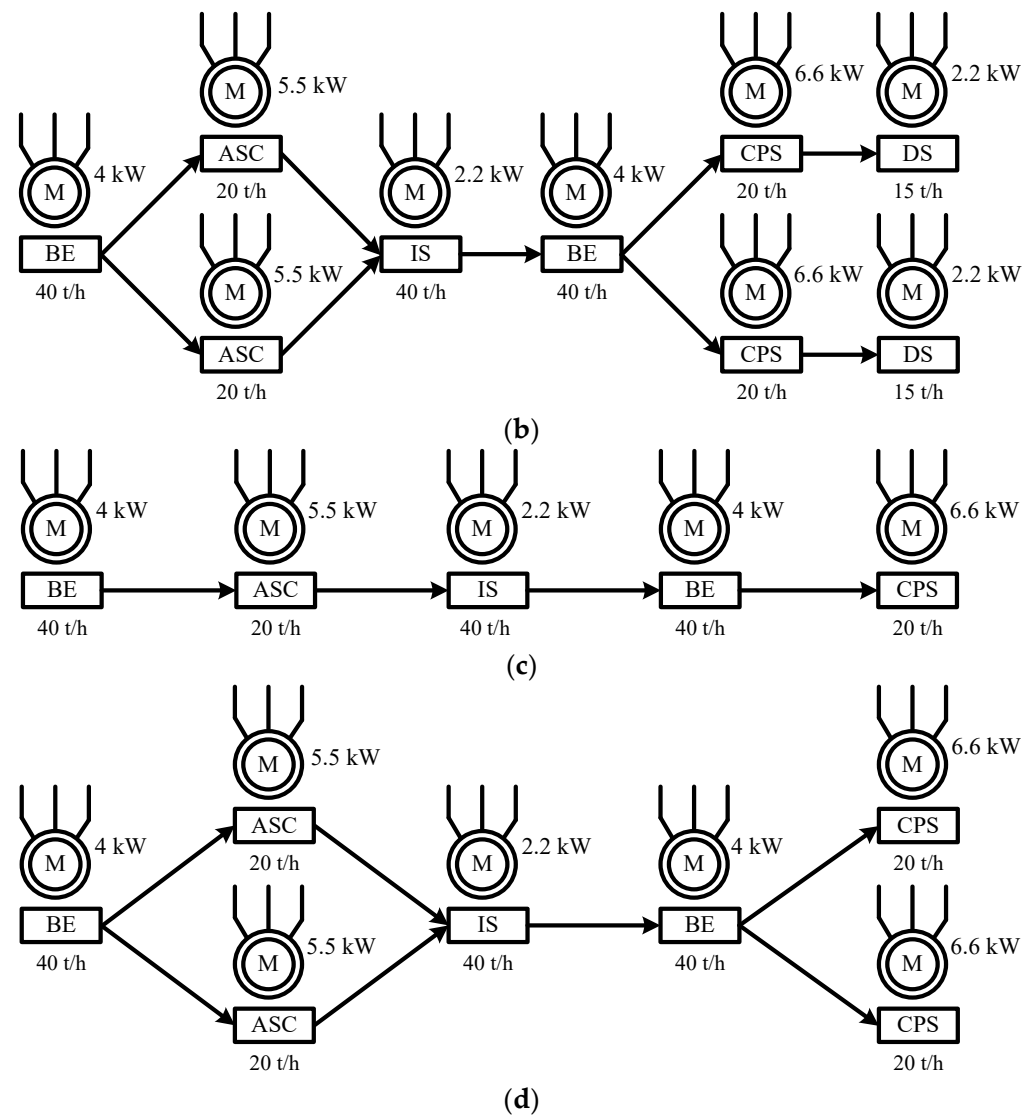 M 5.5 kW
ASC
20 t/h
M 6.6 kW
CPS
20 t/h
M 2.2 kW
DS
15 t/h
M 4 kW
BE
40 t/h
M 5.5 kW
ASC
20 t/h
M 2.2 kW
IS
40 t/h
M 4 kW
BE
40 t/h
M 6.6 kW
CPS
20 t/h
M 2.2 kW
DS
15 t/h
(b)
M 4 kW
BE
40 t/h
M 5.5 kW
ASC
20 t/h
M 2.2 kW
IS
40 t/h
M 4 kW
BE
40 t/h
M 6.6 kW
CPS
20 t/h
(c)
M 5.5 kW
ASC
20 t/h
M 6.6 kW
CPS
20 t/h
M 4 kW
BE
40 t/h
M 5.5 kW
ASC
20 t/h
M 2.2 kW
IS
40 t/h
M 4 kW
BE
40 t/h
M 6.6 kW
CPS
20 t/h
(d)